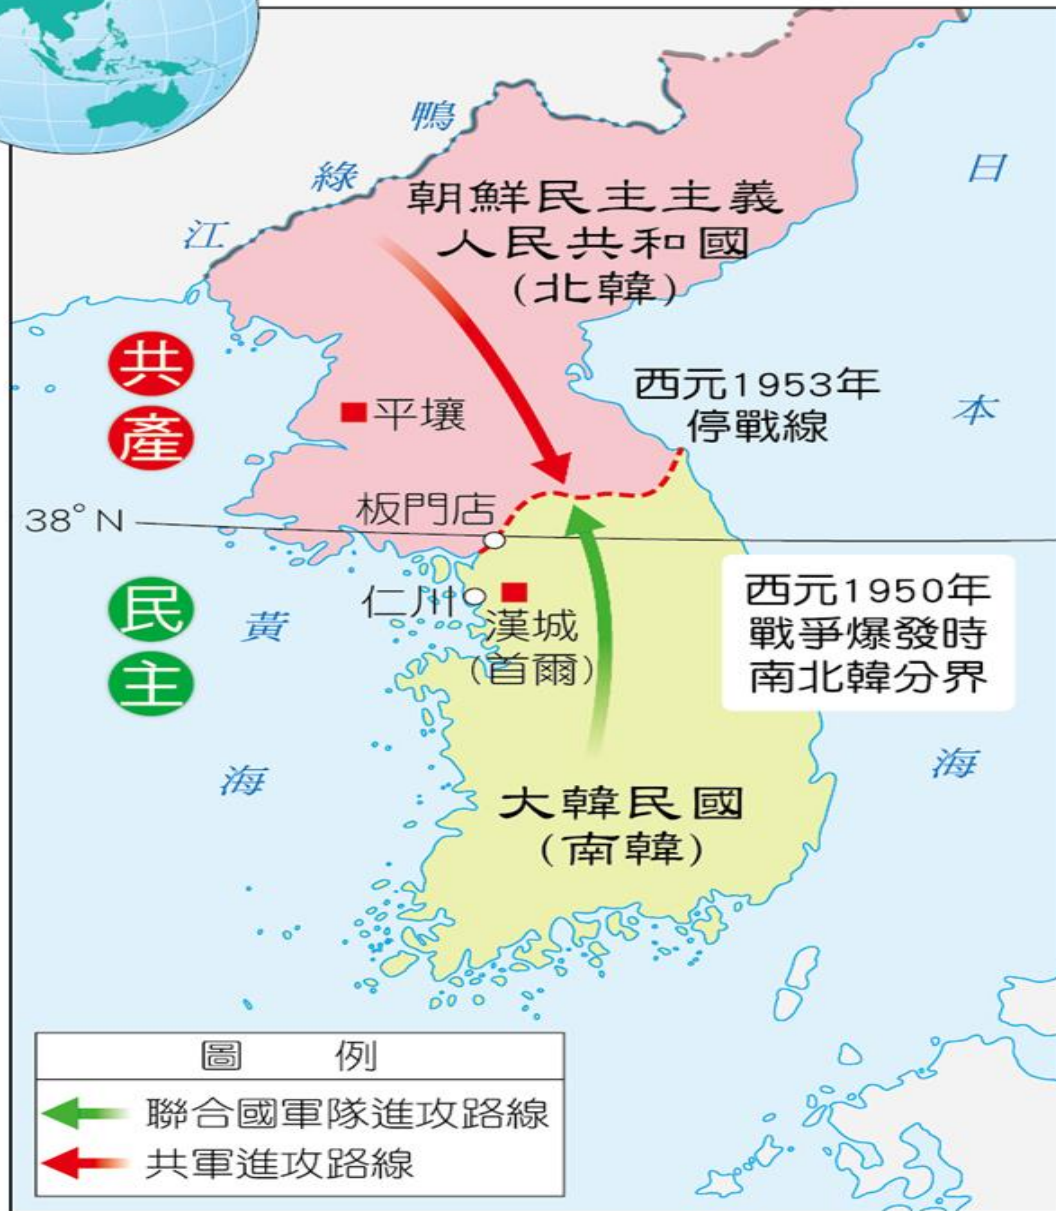 鴨
綠
江
日
本
海
朝鮮民主主義
人民共和國
(北韓)
共
產
西元1953年
停戰線
平壤
板門店
38°N
仁川
漢城
(首爾)
民
主
黃
海
西元1950年
戰爭爆發時
南北韓分界
大韓民國
(南韓)
圖 例
聯合國軍隊進攻路線
共軍進攻路線